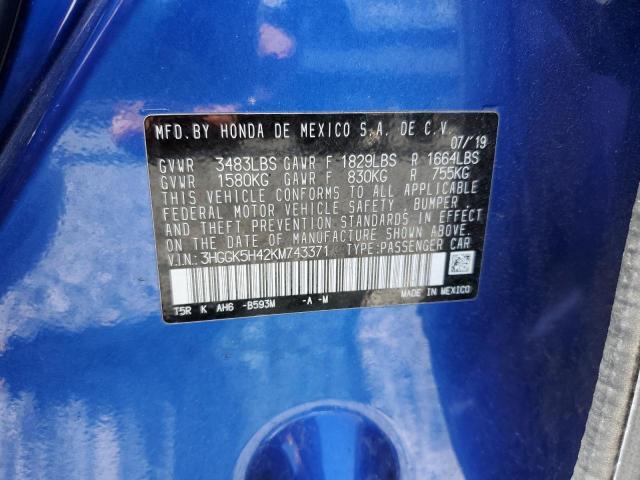 MFD.BY HONDA DE MEXICO S.A. DE C.V.
07/'19
GVWR 3483LBS GAWR F 1829LBS R 1664LBS
GVWR 1580KG GAWR F 830KG R 755KG
THIS VEHICLE CONFORMS TO ALL APPLICABLE
FEDERAL MOTOR VEHICLE SAFETY, BUMPER,
AND THEFT PREVENTION STANDARDS IN EFFECT
ON THE DATE OF MANUFACTURE SHOWN ABOVE.
V.I.N.: 3HGGK5H42KM743371 TYPE:PASSENGER CAR
T5R K AH6 -B593M -A -M
MADE IN MEXICO